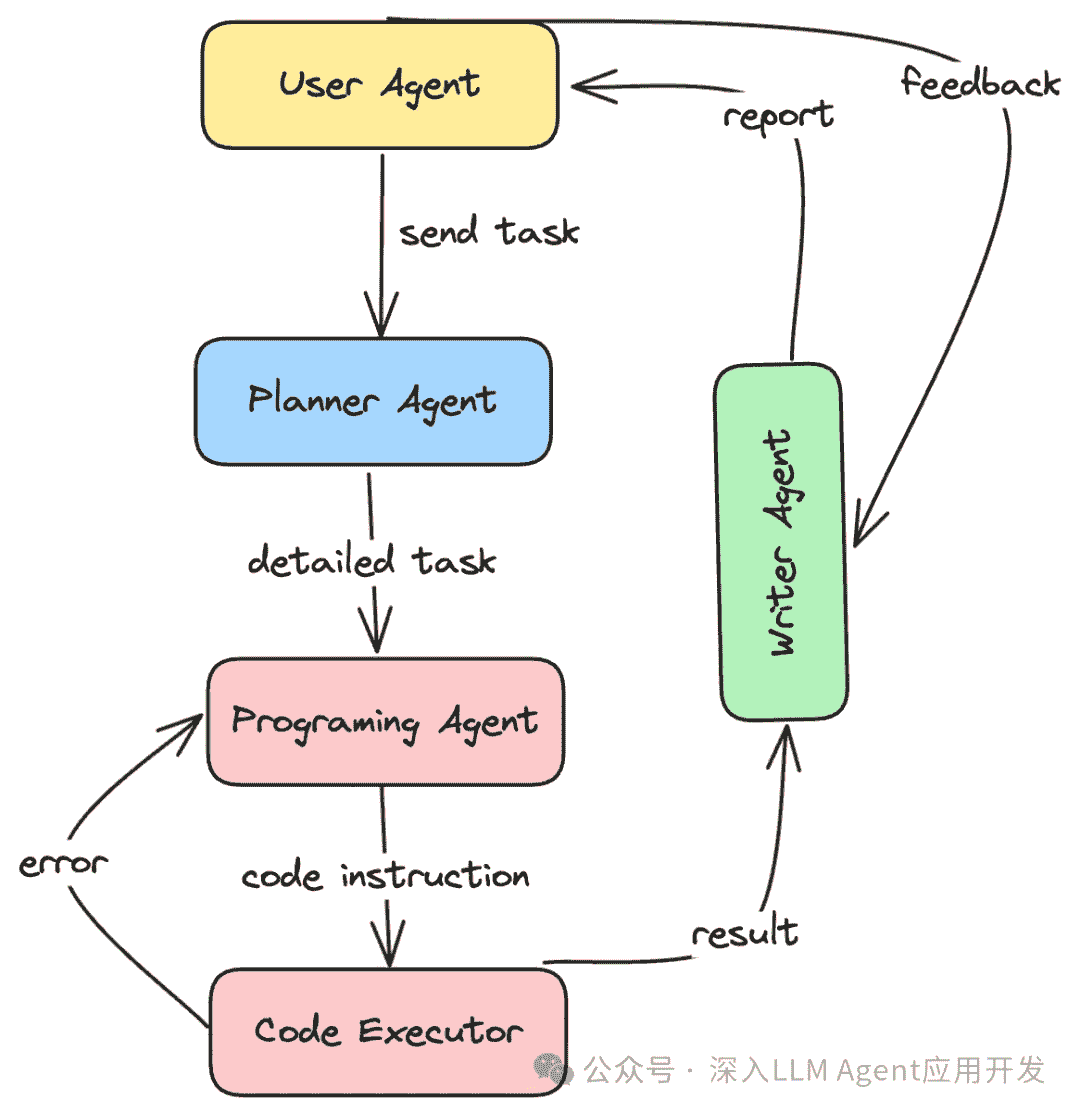 User Agent
feedback
report
send task
Planner Agent
Writer Agent
detailed task
Programing Agent
error
code instruction
result
Code Executor
公众号 · 深入LLM Agent应用开发